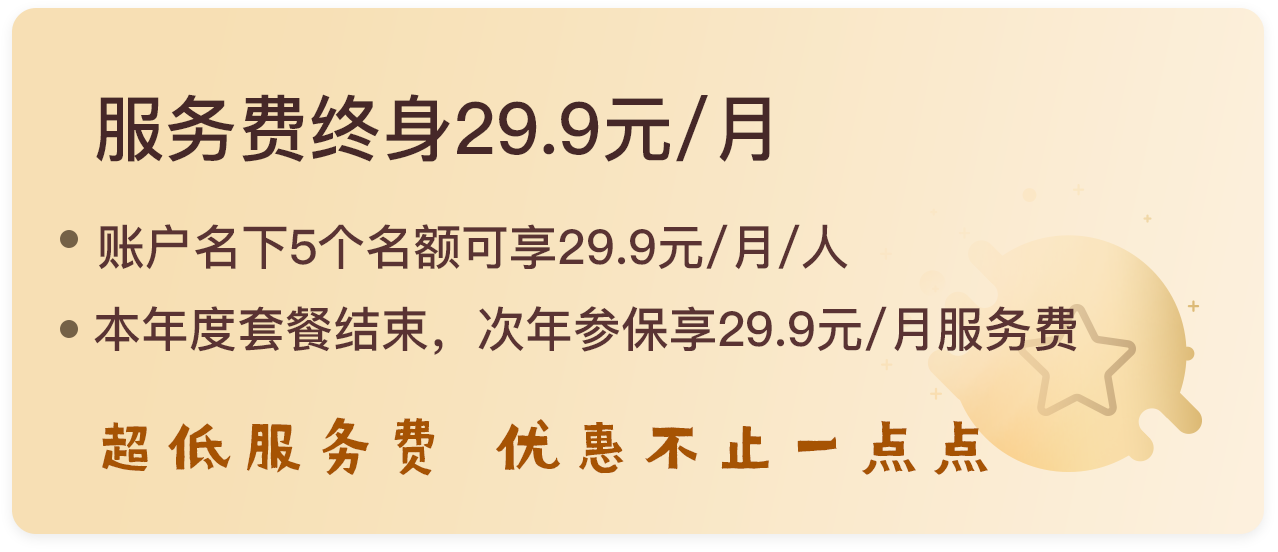 服务费终身29.9元/月
账户名下5个名额可享29.9元/月/人
本年度套餐结束，次年参保享29.9元/月服务费
超低服务费 优惠不止一点点